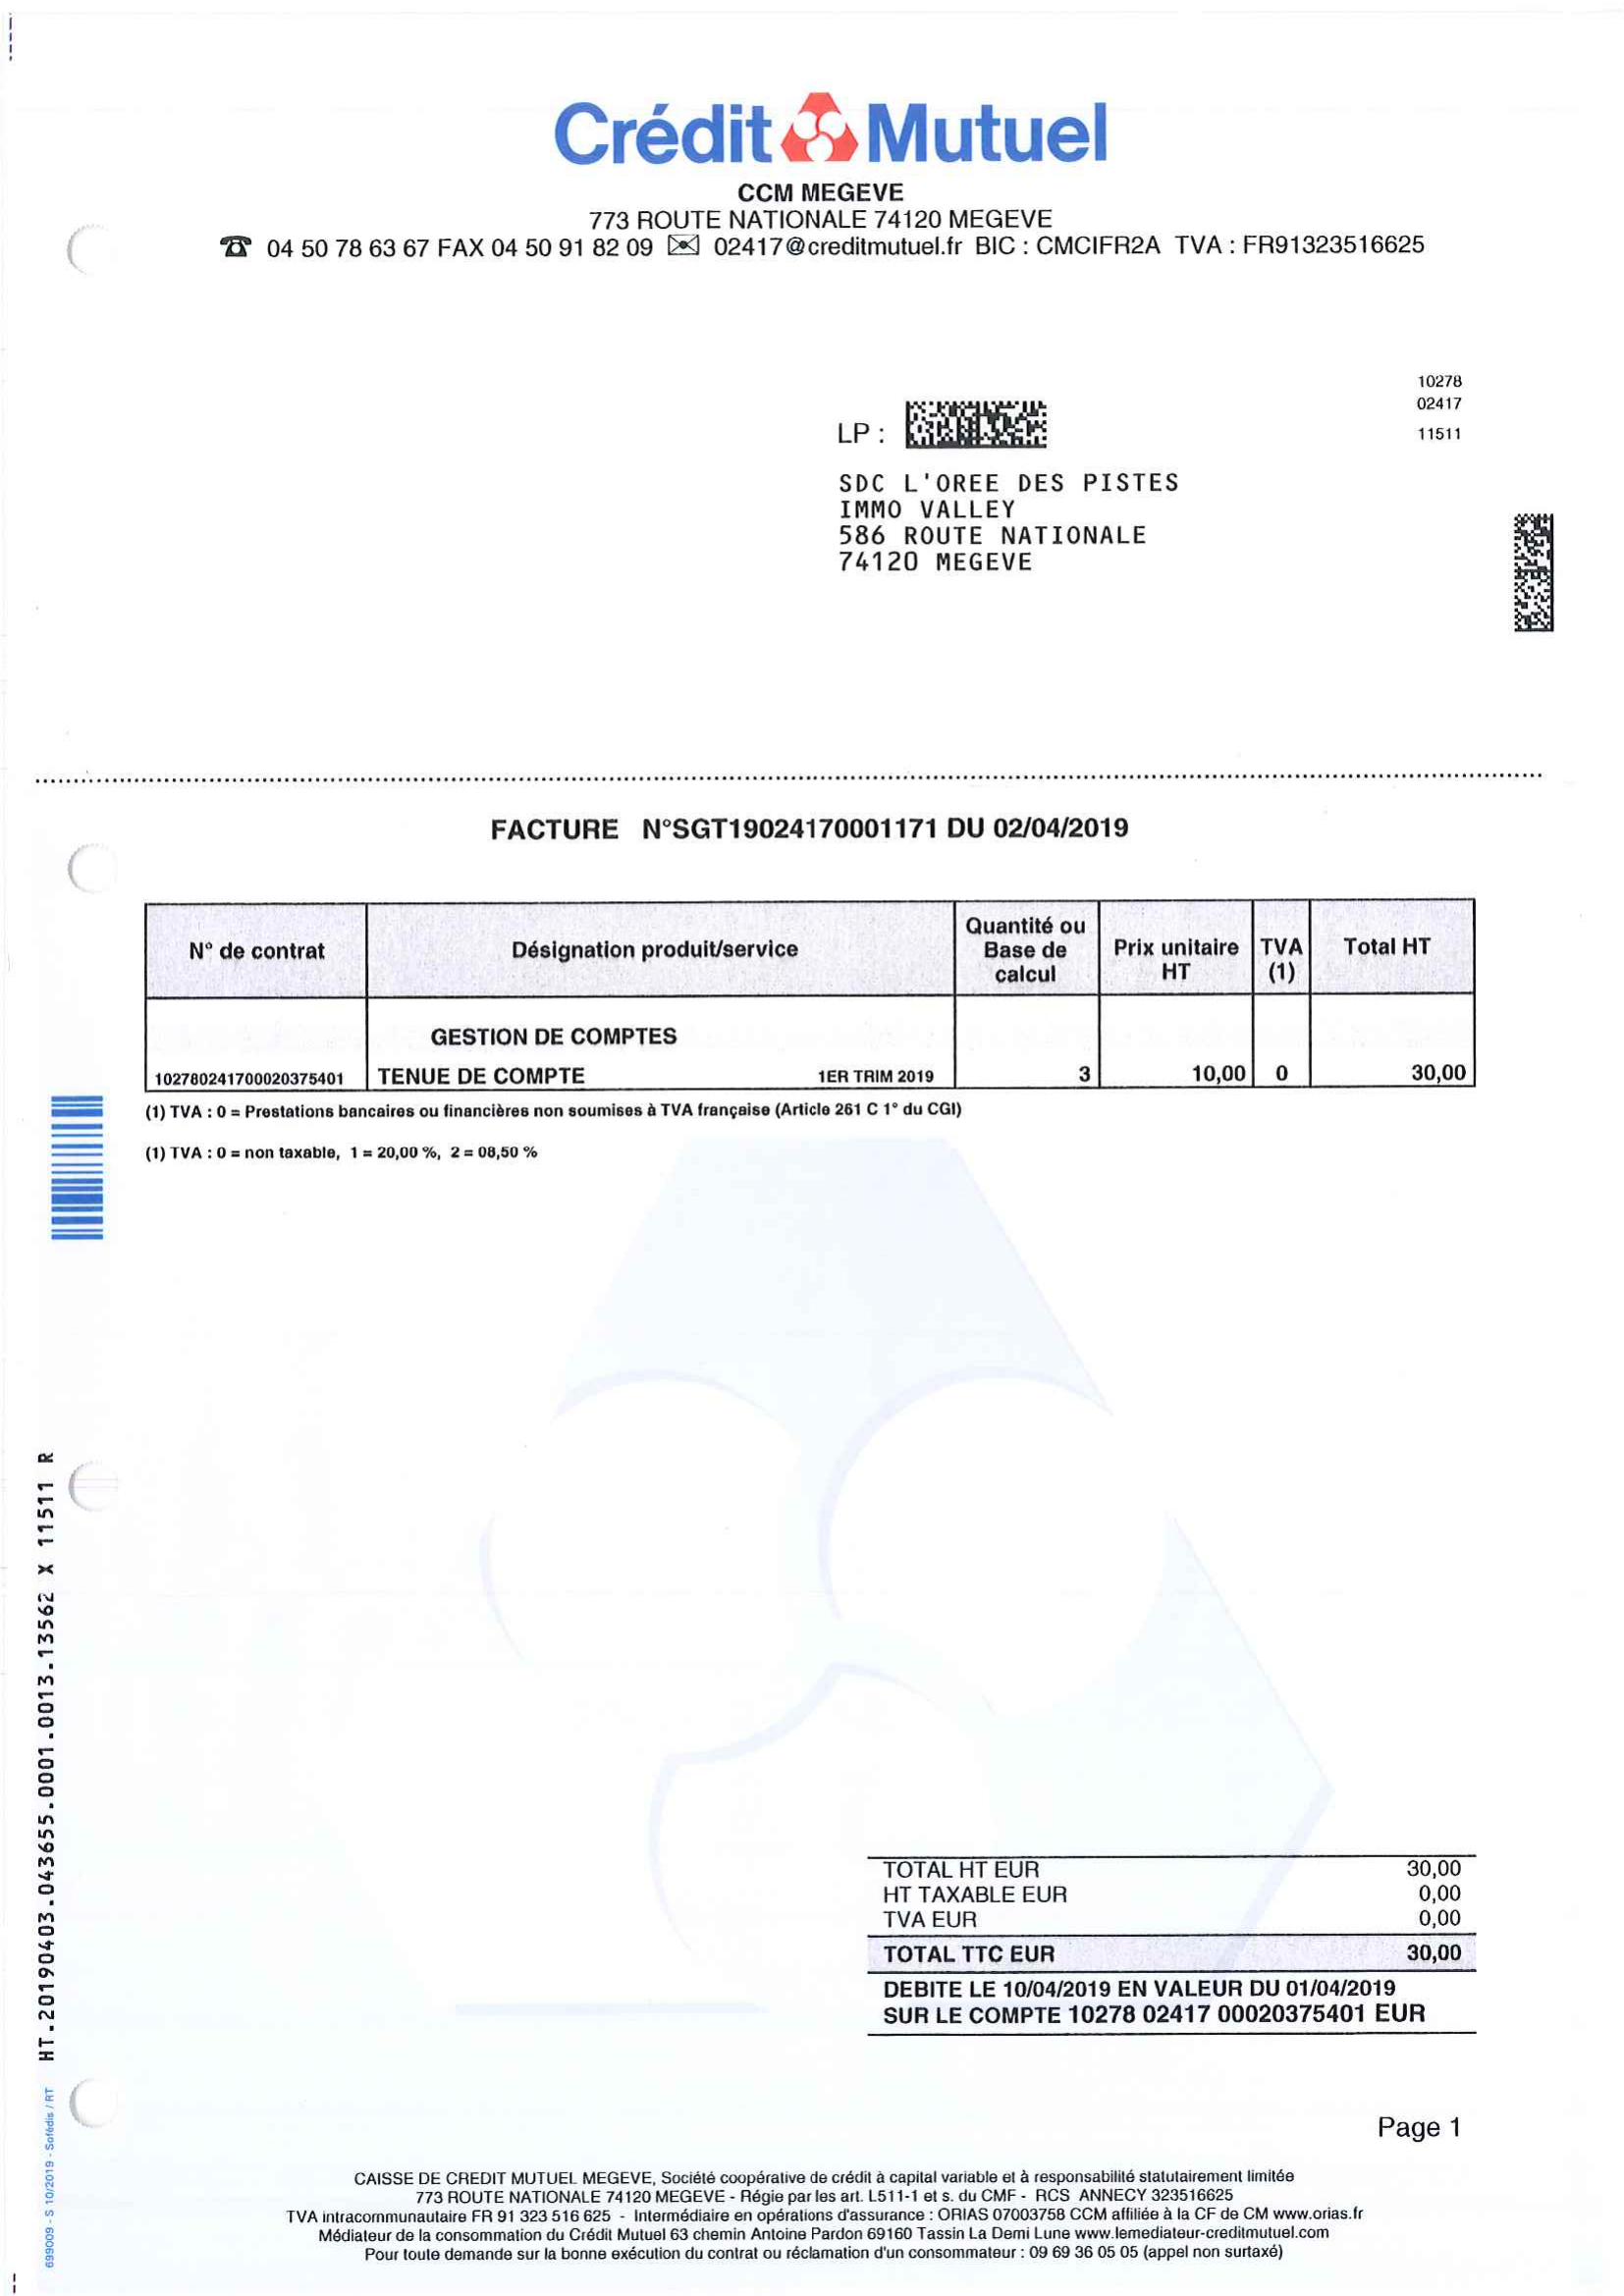 Crédit Mutuel
CCM MEGEVE
773 ROUTE NATIONALE 74120 MEGEVE
04 50 78 63 67 FAX 04 50 91 82 09 02417@creditmutuel.fr BIC : CMCIFR2A TVA : FR91323516625
10278
02417
11511
LP :
SDC L'OREE DES PISTES
IMMO VALLEY
586 ROUTE NATIONALE
74120 MEGEVE
FACTURE N°SGT19024170001171 DU 02/04/2019
N° de contrat Désignation produit/service Quantité ou Base de calcul Prix unitaire HT TVA (1) Total HT
GESTION DE COMPTES
102780241700020375401 TENUE DE COMPTE 1ER TRIM 2019 3 10,00 0 30,00
(1) TVA : 0 = Prestations bancaires ou financières non soumises à TVA française (Article 261 C 1° du CGI)
(1) TVA : 0 = non taxable, 1 = 20,00 %, 2 = 08,50 %
HT.20190403.043655.0001.0013.13562 X 11511 R
699009 - S 10/2019 - Sofédis / RT
TOTAL HT EUR 30,00
HT TAXABLE EUR 0,00
TVA EUR 0,00
TOTAL TTC EUR 30,00
DEBITE LE 10/04/2019 EN VALEUR DU 01/04/2019
SUR LE COMPTE 10278 02417 00020375401 EUR
Page 1
CAISSE DE CREDIT MUTUEL MEGEVE, Société coopérative de crédit à capital variable et à responsabilité statutairement limitée
773 ROUTE NATIONALE 74120 MEGEVE - Régie par les art. L511-1 et s. du CMF - RCS ANNECY 323516625
TVA intracommunautaire FR 91 323 516 625 - Intermédiaire en opérations d'assurance : ORIAS 07003758 CCM affiliée à la CF de CM www.orias.fr
Médiateur de la consommation du Crédit Mutuel 63 chemin Antoine Pardon 69160 Tassin La Demi Lune www.lemediateur-creditmutuel.com
Pour toute demande sur la bonne exécution du contrat ou réclamation d'un consommateur : 09 69 36 05 05 (appel non surtaxé)